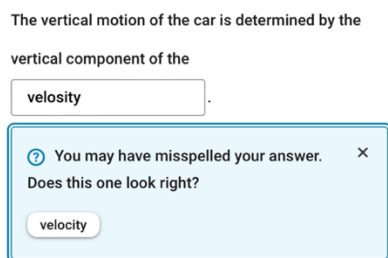 The vertical motion of the car is determined by the
vertical component of the
velosity .
? You may have misspelled your answer. ×
Does this one look right?
velocity